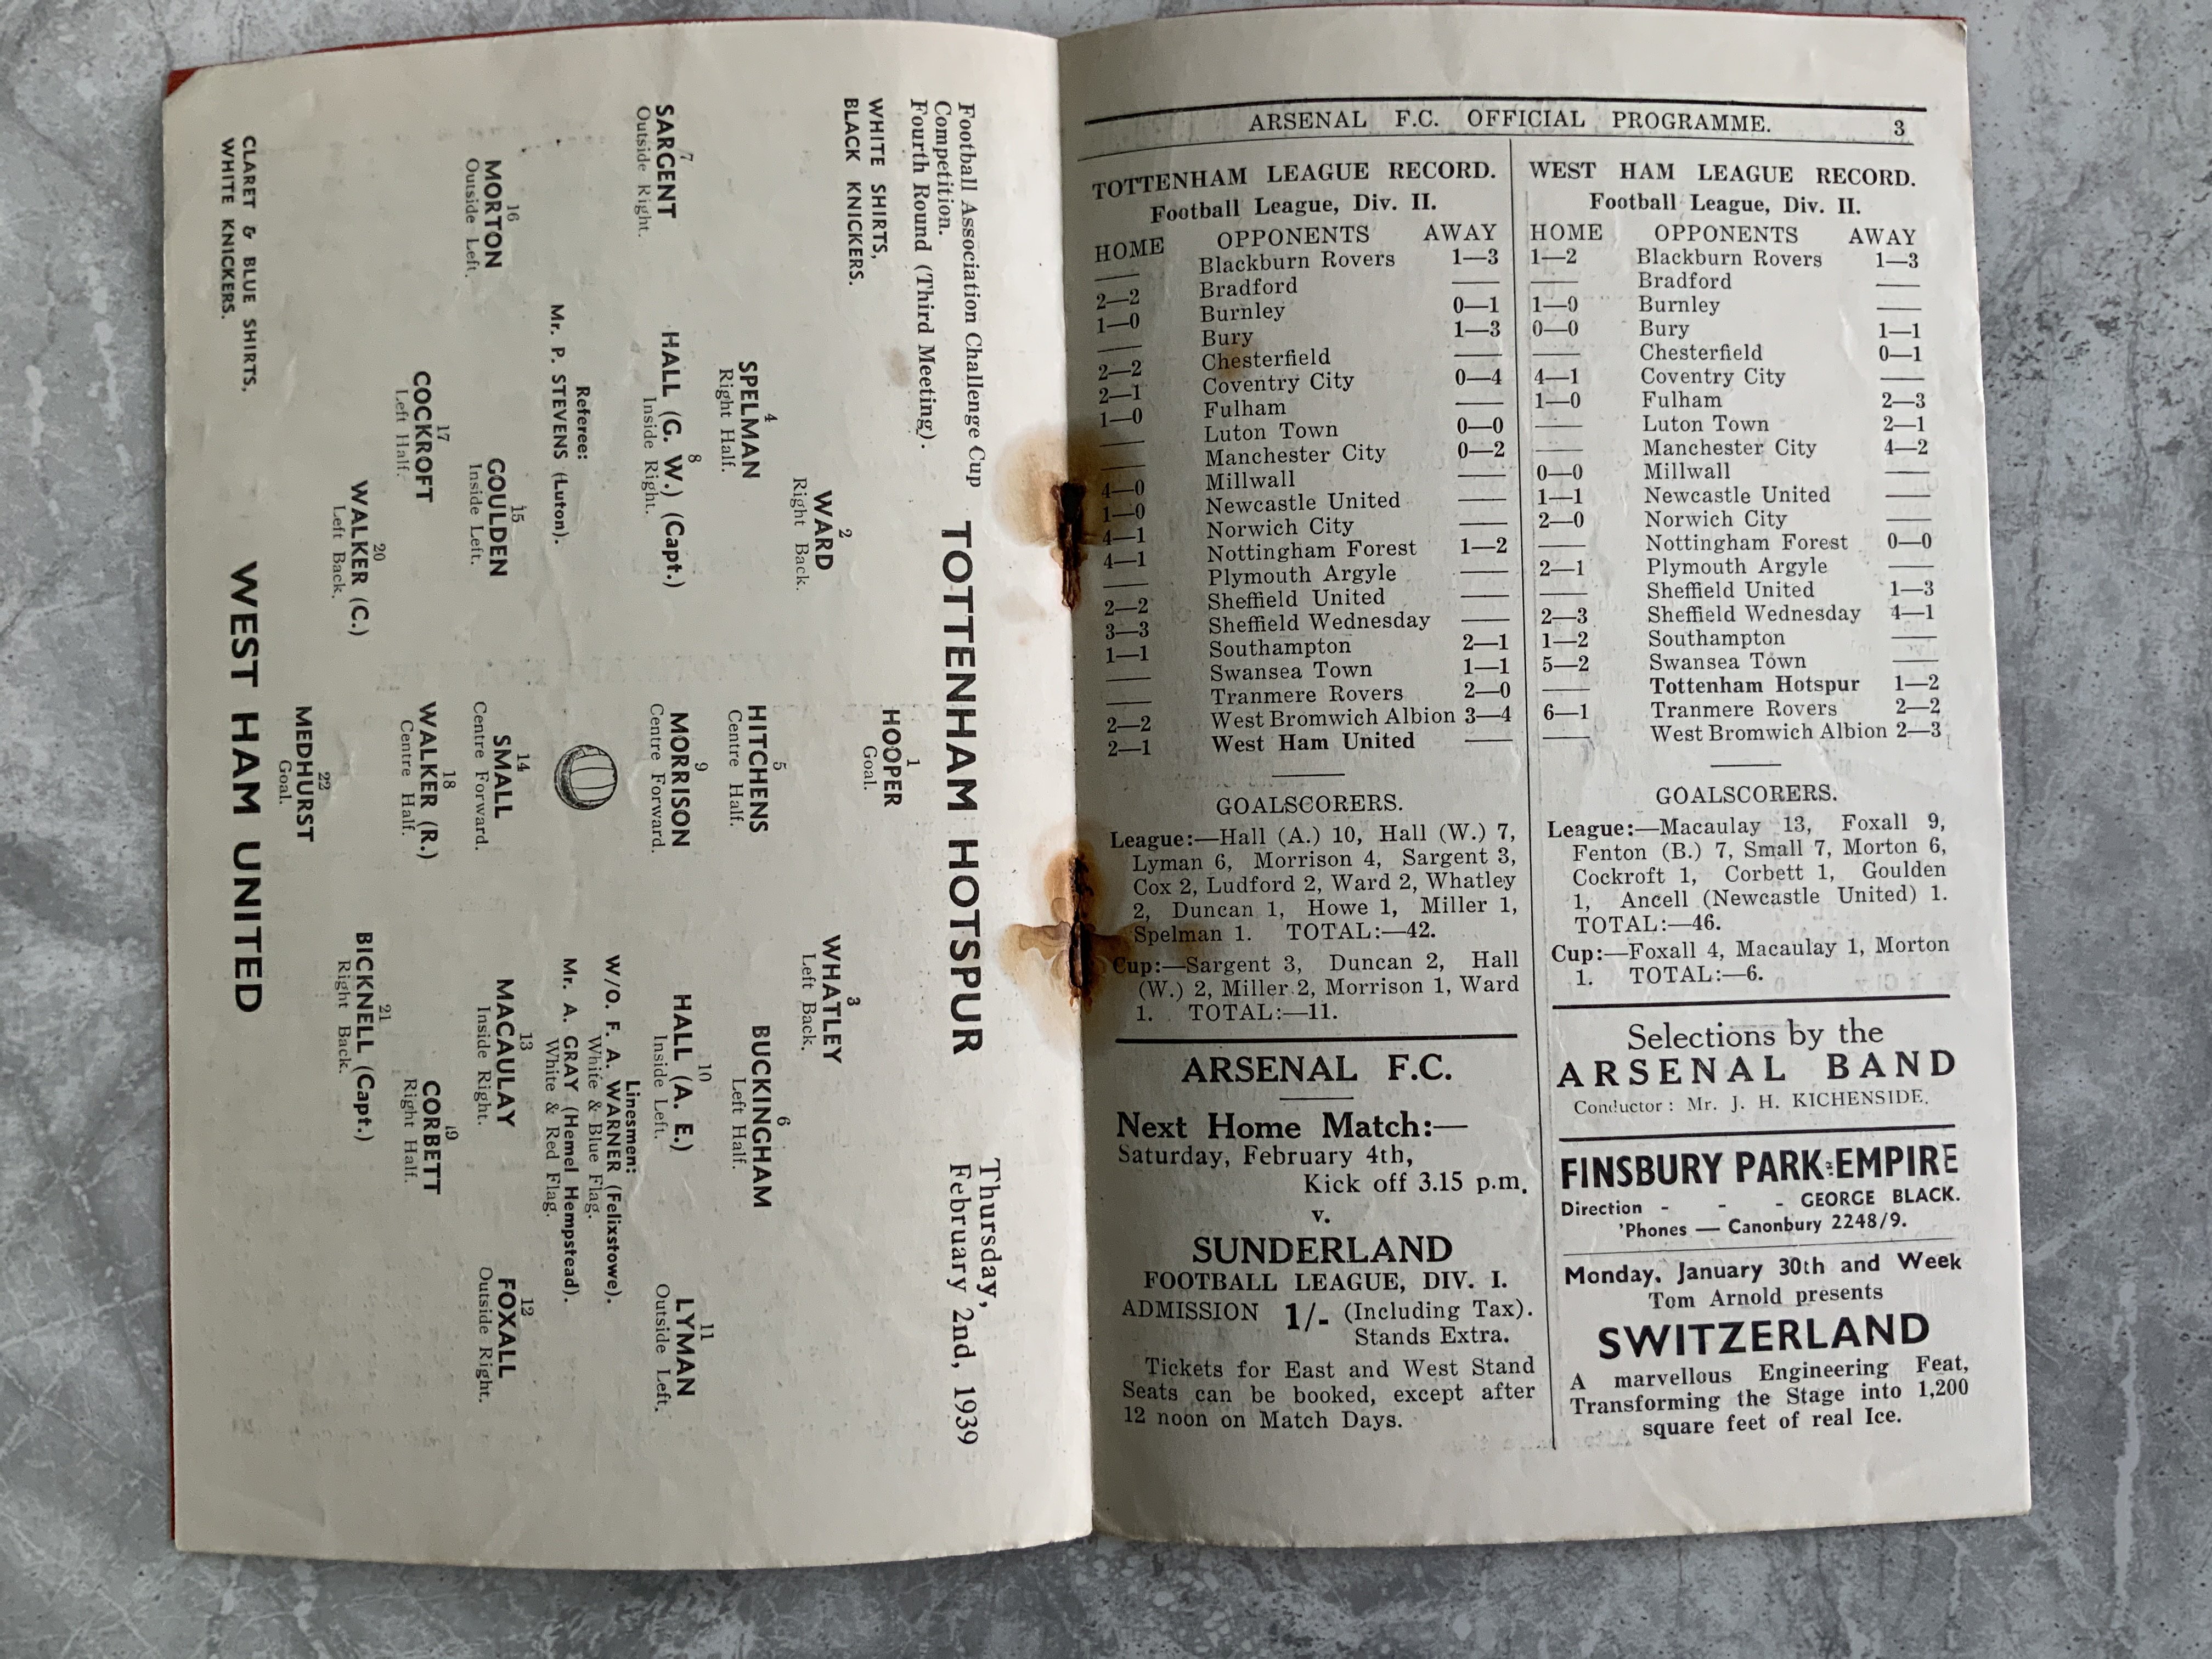 Football Association Challenge Cup
Competition.
Fourth Round (Third Meeting).
TOTTENHAM HOTSPUR
Thursday,
February 2nd, 1939
WHITE SHIRTS,
BLACK KNICKERS.
1
HOOPER
Goal.
2
WARD
Right Back.
3
WHATLEY
Left Back.
4
SPELMAN
Right Half.
5
HITCHENS
Centre Half.
6
BUCKINGHAM
Left Half.
7
SARGENT
Outside Right.
8
HALL (G. W.) (Capt.)
Inside Right.
9
MORRISON
Centre Forward.
10
HALL (A. E.)
Inside Left.
11
LYMAN
Outside Left.
Referee:
Mr. P. STEVENS (Luton).
Linesmen:
W/O. F. A. WARNER (Felixstowe).
White & Blue Flag.
Mr. A. GRAY (Hemel Hempstead).
White & Red Flag.
16
MORTON
Outside Left.
15
GOULDEN
Inside Left.
14
SMALL
Centre Forward.
13
MACAULAY
Inside Right.
12
FOXALL
Outside Right.
17
COCKROFT
Left Half.
18
WALKER (R.)
Centre Half.
19
CORBETT
Right Half.
20
WALKER (C.)
Left Back.
21
BICKNELL (Capt.)
Right Back.
22
MEDHURST
Goal.
CLARET & BLUE SHIRTS,
WHITE KNICKERS.
WEST HAM UNITED
ARSENAL F.C. OFFICIAL PROGRAMME. 3
TOTTENHAM LEAGUE RECORD.
Football League, Div. II.
HOME OPPONENTS AWAY
— Blackburn Rovers 1—3
2—2 Bradford —
1—0 Burnley 0—1
— Bury 1—3
2—2 Chesterfield —
2—1 Coventry City 0—4
1—0 Fulham —
— Luton Town 0—0
— Manchester City 0—2
4—0 Millwall —
1—0 Newcastle United —
4—1 Norwich City —
4—1 Nottingham Forest 1—2
— Plymouth Argyle —
2—2 Sheffield United —
3—3 Sheffield Wednesday —
1—1 Southampton 2—1
— Swansea Town 1—1
— Tranmere Rovers 2—0
2—2 West Bromwich Albion 3—4
2—1 West Ham United —
GOALSCORERS.
League:—Hall (A.) 10, Hall (W.) 7,
Lyman 6, Morrison 4, Sargent 3,
Cox 2, Ludford 2, Ward 2, Whatley
2, Duncan 1, Howe 1, Miller 1,
Spelman 1. TOTAL:—42.
Cup:—Sargent 3, Duncan 2, Hall
(W.) 2, Miller 2, Morrison 1, Ward
1. TOTAL:—11.
ARSENAL F.C.
Next Home Match:—
Saturday, February 4th,
Kick off 3.15 p.m.
v.
SUNDERLAND
FOOTBALL LEAGUE, DIV. I.
ADMISSION 1/- (Including Tax).
Stands Extra.
Tickets for East and West Stand
Seats can be booked, except after
12 noon on Match Days.
WEST HAM LEAGUE RECORD.
Football League, Div. II.
HOME OPPONENTS AWAY
1—2 Blackburn Rovers 1—3
— Bradford —
1—0 Burnley —
0—0 Bury 1—1
— Chesterfield 0—1
4—1 Coventry City —
1—0 Fulham 2—3
— Luton Town 2—1
— Manchester City 4—2
0—0 Millwall —
1—1 Newcastle United —
2—0 Norwich City —
— Nottingham Forest 0—0
2—1 Plymouth Argyle —
— Sheffield United 1—3
2—3 Sheffield Wednesday 4—1
1—2 Southampton —
5—2 Swansea Town —
— Tottenham Hotspur 1—2
6—1 Tranmere Rovers 2—2
— West Bromwich Albion 2—3
GOALSCORERS.
League:—Macaulay 13, Foxall 9,
Fenton (B.) 7, Small 7, Morton 6,
Cockroft 1, Corbett 1, Goulden
1, Ancell (Newcastle United) 1.
TOTAL:—46.
Cup:—Foxall 4, Macaulay 1, Morton
1. TOTAL:—6.
Selections by the
ARSENAL BAND
Conductor: Mr. J. H. KICHENSIDE.
FINSBURY PARK EMPIRE
Direction - - - GEORGE BLACK.
'Phones — Canonbury 2248/9.
Monday, January 30th and Week
Tom Arnold presents
SWITZERLAND
A marvellous Engineering Feat,
Transforming the Stage into 1,200
square feet of real Ice.